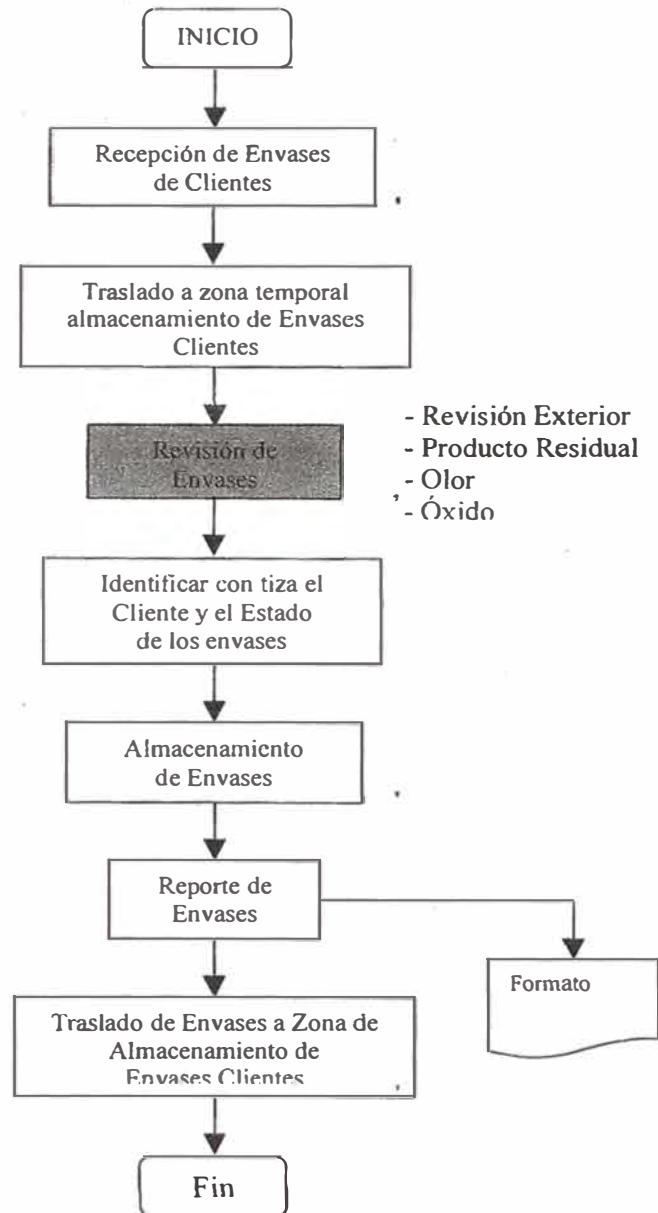 INICIO
Recepción de Envases
de Clientes
Traslado a zona temporal
almacenamiento de Envases
Clientes
Revisión de
Envases
- Revisión Exterior
- Producto Residual
- Olor
- Óxido
Identificar con tiza el
Cliente y el Estado
de los envases
Almacenamiento
de Envases
Reporte de
Envases
Formato
Traslado de Envases a Zona de
Almacenamiento de
Envases Clientes
Fin